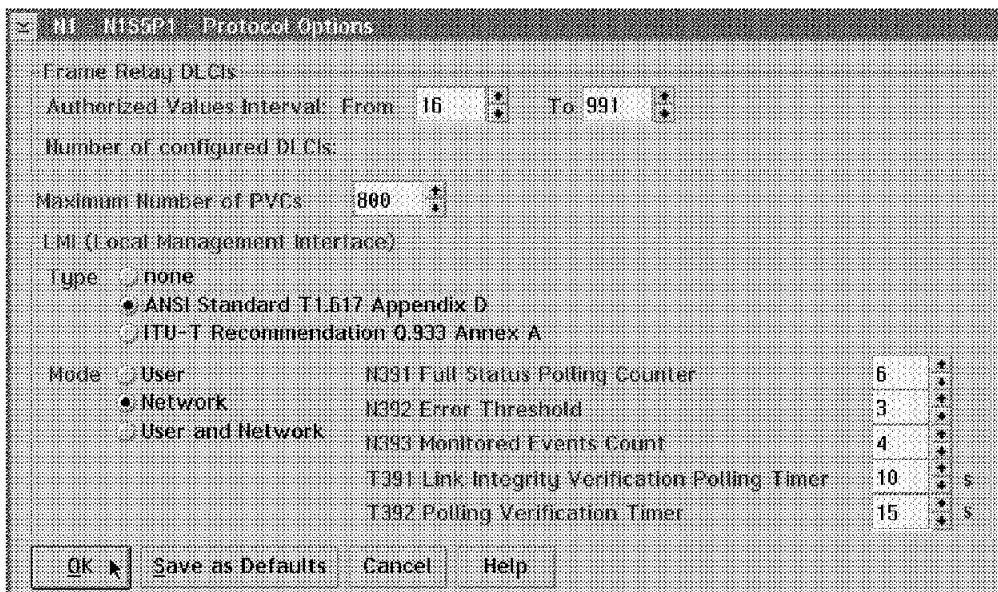 N1 - N1S5P1 - Protocol Options
Frame Relay DLCIs
Authorized Values Interval: From 16 To 991
Number of configured DLCIs:
Maximum Number of PVCs 800
LMI (Local Management Interface)
Type none
ANSI Standard T1.617 Appendix D
ITU-T Recommendation Q.933 Annex A
Mode User
Network
User and Network
N391 Full Status Polling Counter 6
N392 Error Threshold 3
N393 Monitored Events Count 4
T391 Link Integrity Verification Polling Timer 10 s
T392 Polling Verification Timer 15 s
OK Save as Defaults Cancel Help